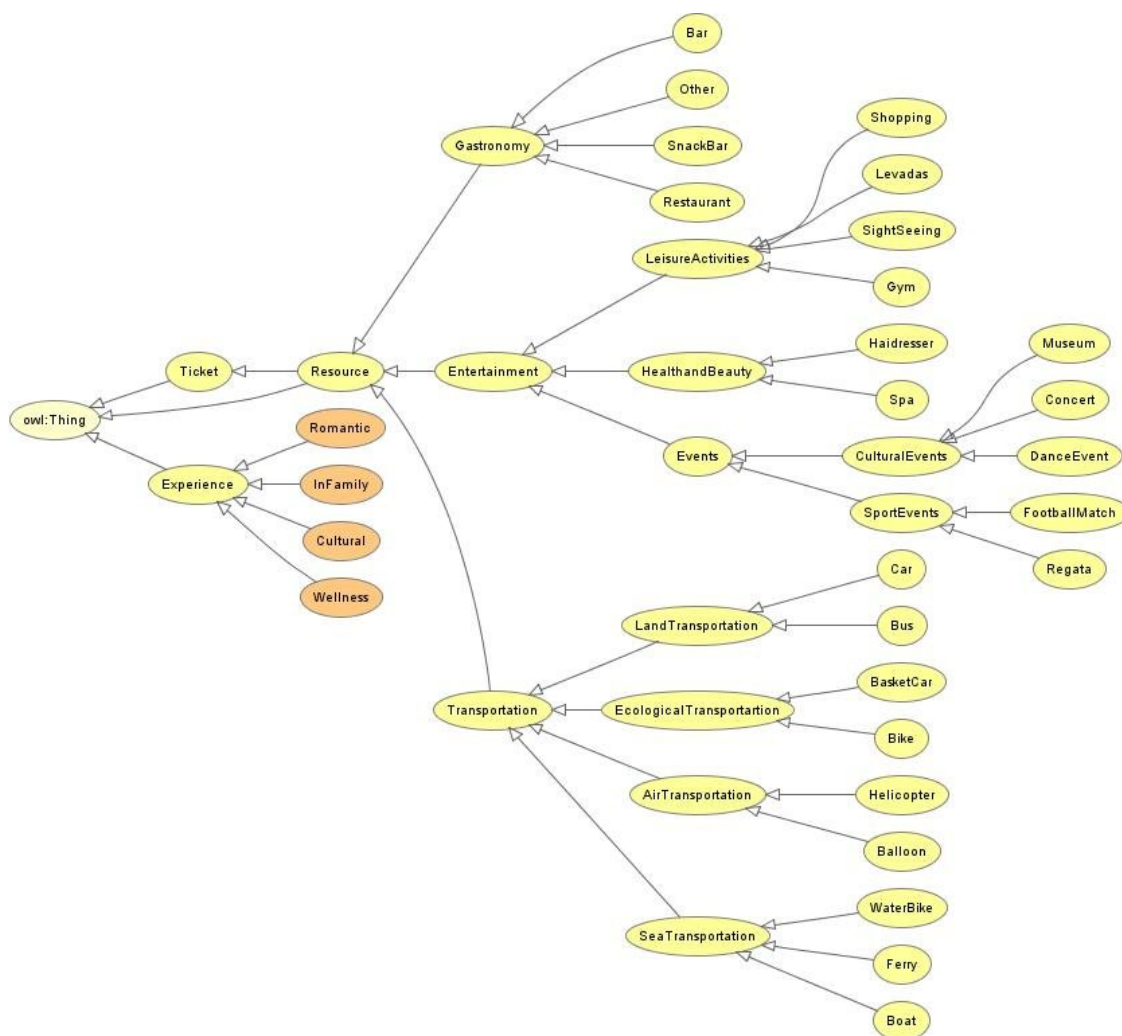 Bar
Other
Gastronomy
SnackBar
Restaurant
Shopping
Levadas
SightSeeing
LeisureActivities
Gym
Haidresser
Museum
Ticket
Resource
Entertainment
HealthandBeauty
Spa
Concert
owl:Thing
Romantic
Events
CulturalEvents
DanceEvent
Experience
InFamily
SportEvents
FootballMatch
Cultural
Regata
Wellness
Car
LandTransportation
Bus
BasketCar
Transportation
EcologicalTransportartion
Bike
AirTransportation
Helicopter
Balloon
WaterBike
SeaTransportation
Ferry
Boat